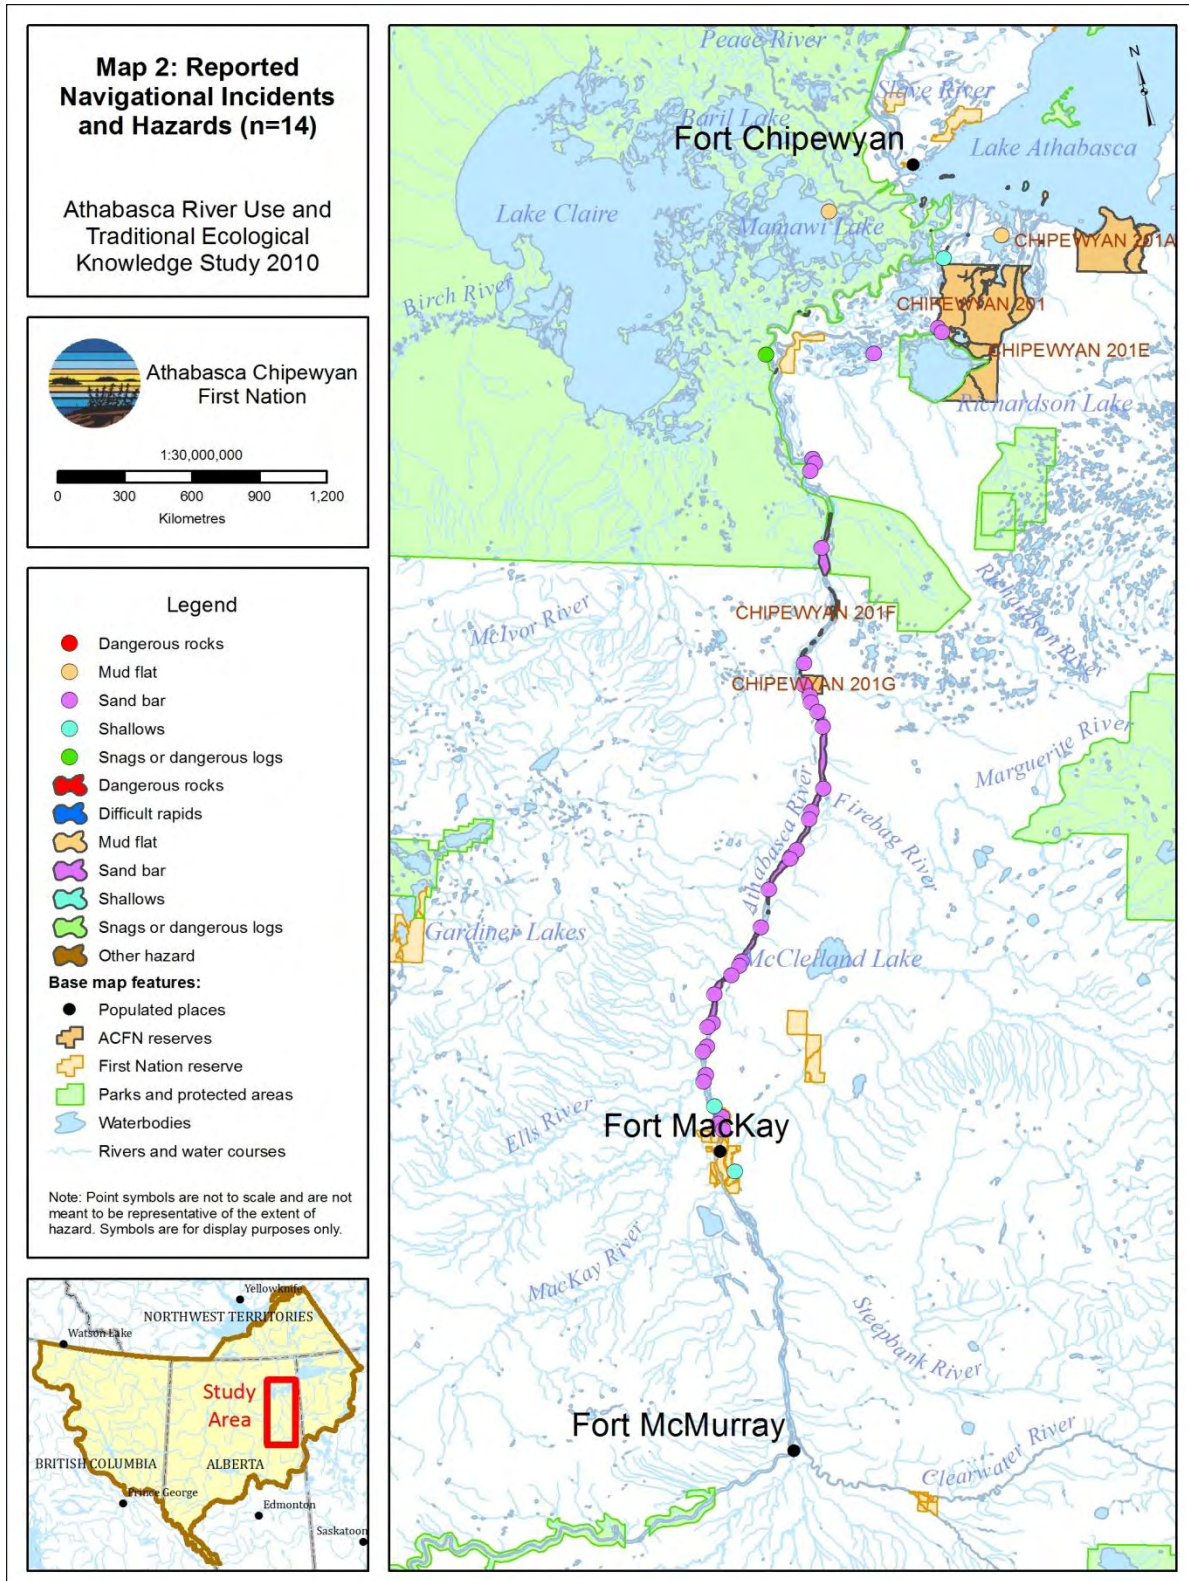 Map 2: Reported
Navigational Incidents
and Hazards (n=14)
Athabasca River Use and
Traditional Ecological
Knowledge Study 2010
Athabasca Chipewyan
First Nation
1:30,000,000
0 300 600 900 1,200
Kilometres
Legend
Dangerous rocks
Mud flat
Sand bar
Shallows
Snags or dangerous logs
Dangerous rocks
Difficult rapids
Mud flat
Sand bar
Shallows
Snags or dangerous logs
Other hazard
Base map features:
Populated places
ACFN reserves
First Nation reserve
Parks and protected areas
Waterbodies
Rivers and water courses
Note: Point symbols are not to scale and are not
meant to be representative of the extent of
hazard. Symbols are for display purposes only.
Yellowknife
NORTHWEST TERRITORIES
Watson Lake
Study
Area
BRITISH COLUMBIA
ALBERTA
Prince George
Edmonton
Saskatoon
Peace River
N
Slave River
Baril Lake
Fort Chipewyan
Lake Athabasca
Lake Claire
Mamawi Lake
CHIPEWYAN 201A
Birch River
CHIPEWYAN 201
CHIPEWYAN 201E
Richardson Lake
Richardson River
McIvor River
CHIPEWYAN 201F
CHIPEWYAN 201G
Marguerite River
Athabasca River
Firebag River
Gardiner Lakes
McClelland Lake
Ells River
Fort MacKay
MacKay River
Steepbank River
Fort McMurray
Clearwater River